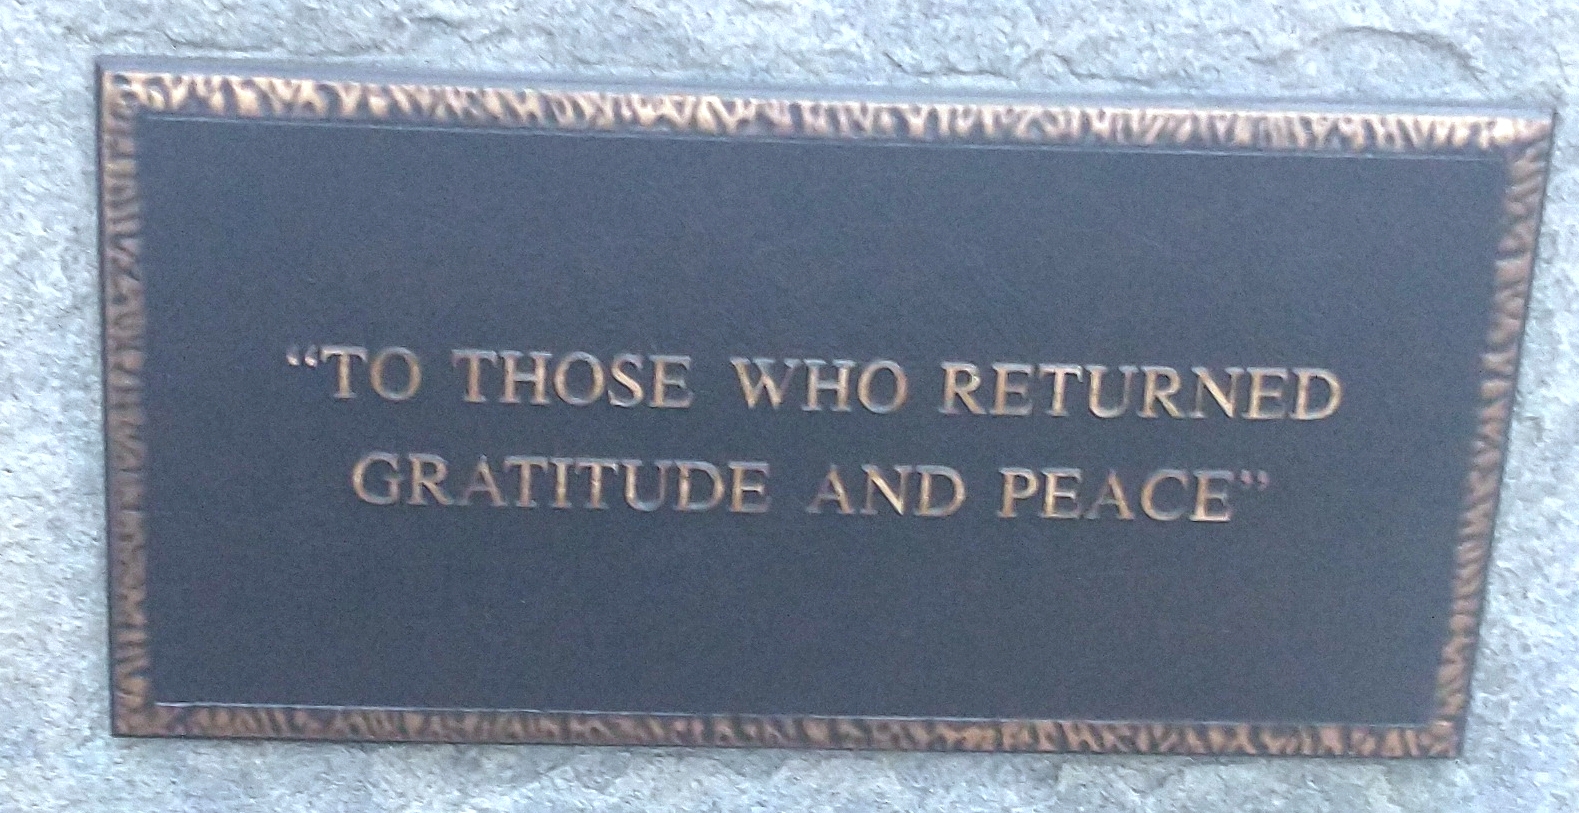 “TO THOSE WHO RETURNED
GRATITUDE AND PEACE”